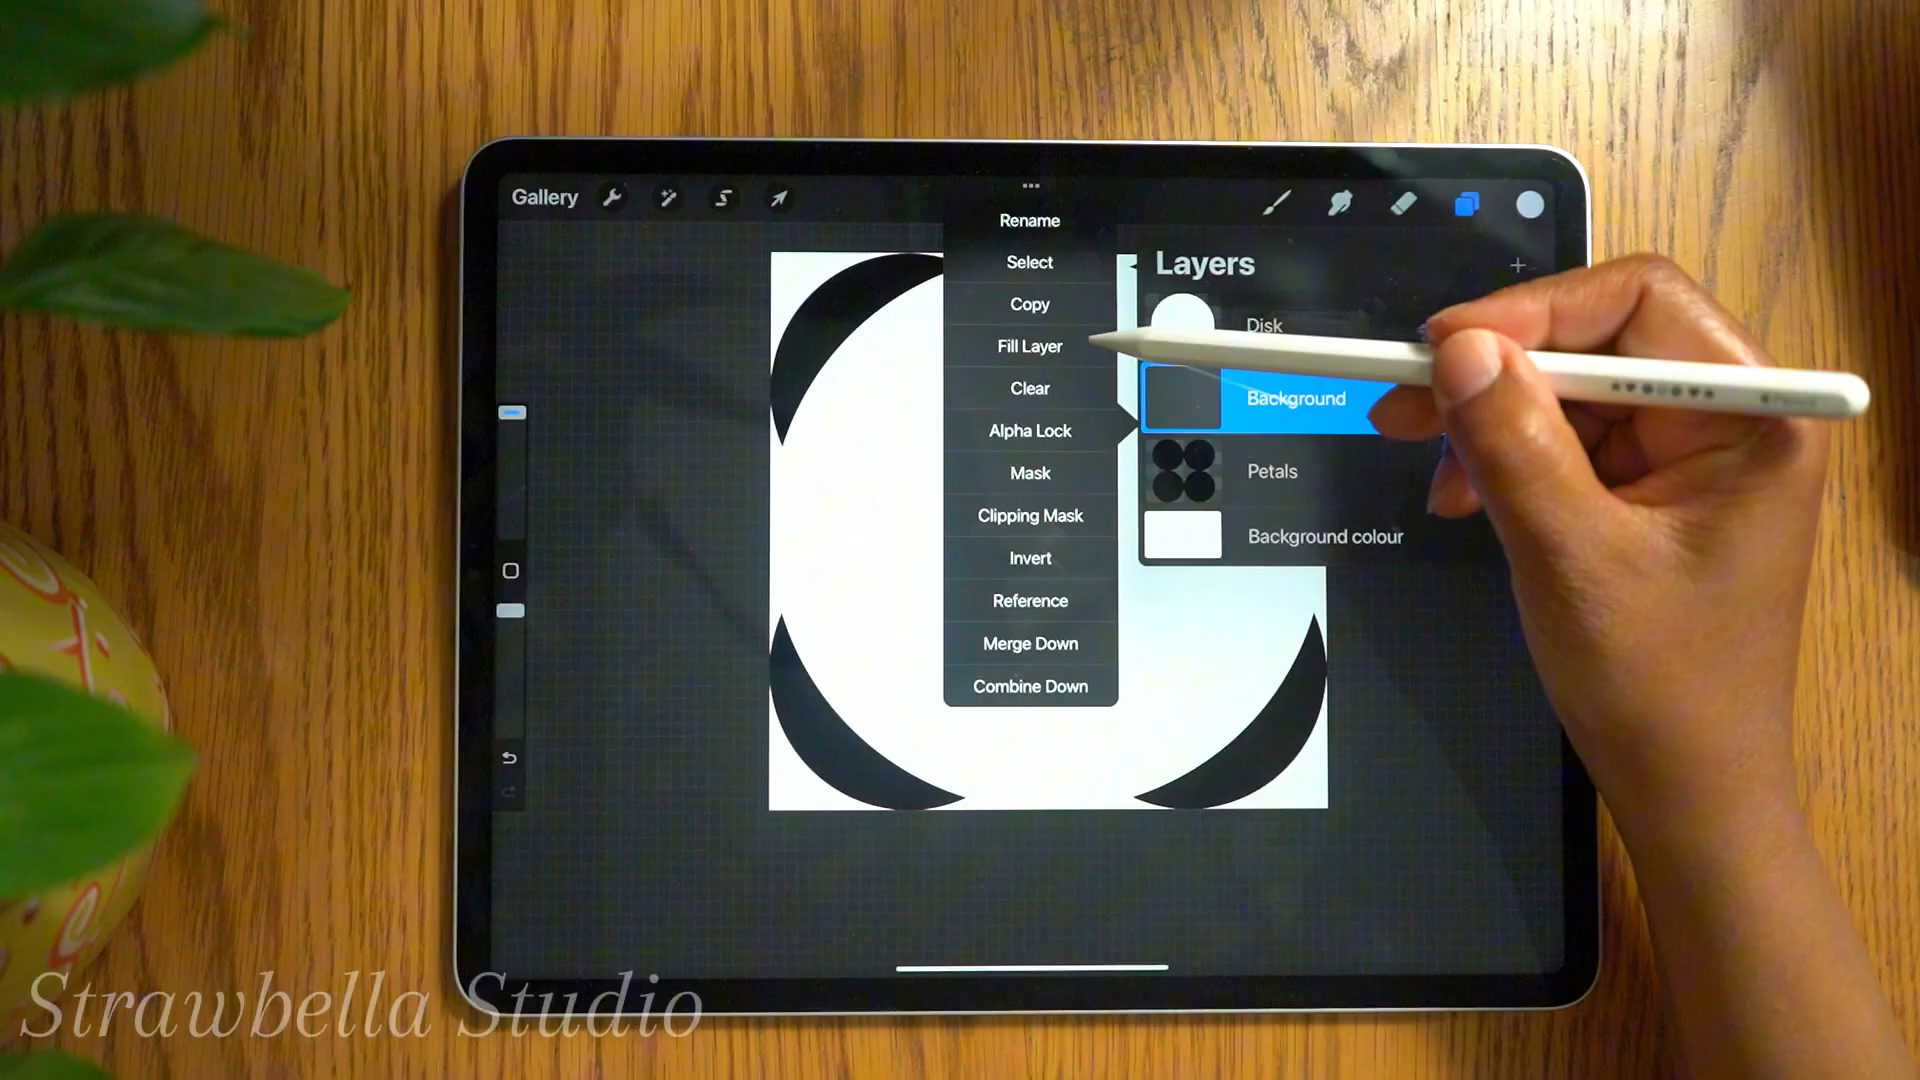 Gallery
Rename
Select
Copy
Fill Layer
Clear
Alpha Lock
Mask
Clipping Mask
Invert
Reference
Merge Down
Combine Down
Layers
Disk
Background
Petals
Background colour
Strawbella Studio